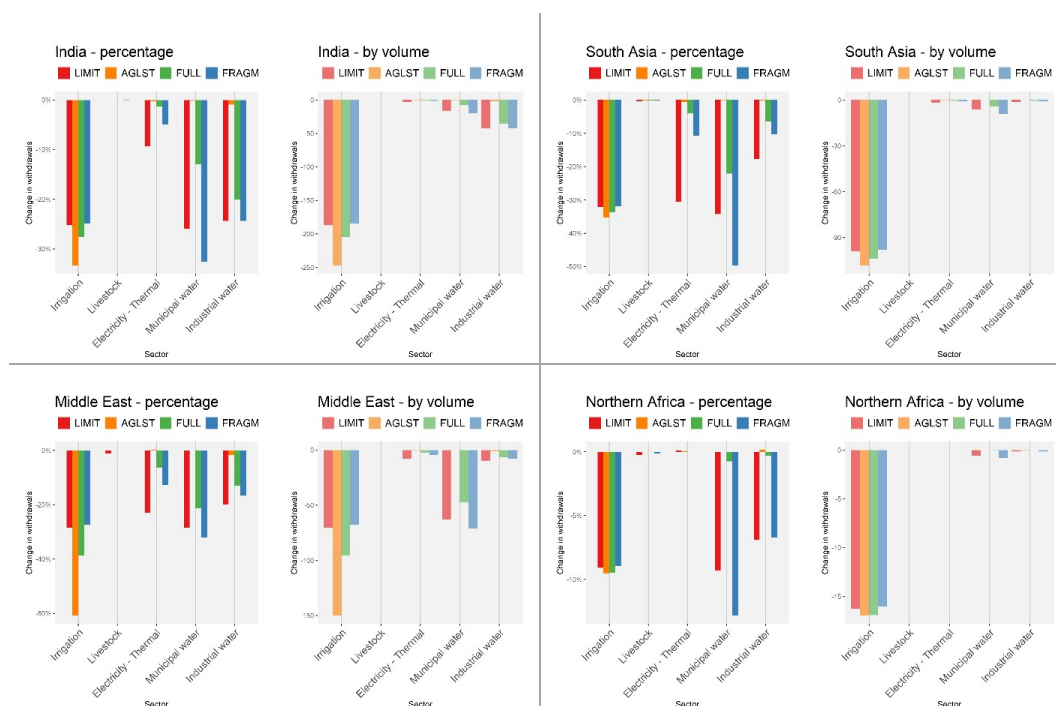 India - percentage
LIMIT AGLST FULL FRAGM
0%
-10%
-20%
-30%
Change in withdrawals
Irrigation
Livestock
Electricity - Thermal
Municipal water
Industrial water
Sector
India - by volume
LIMIT AGLST FULL FRAGM
0
-50
-100
-150
-200
-250
Change in withdrawals
Irrigation
Livestock
Electricity - Thermal
Municipal water
Industrial water
Sector
South Asia - percentage
LIMIT AGLST FULL FRAGM
0%
-10%
-20%
-30%
-40%
-50%
Change in withdrawals
Irrigation
Livestock
Electricity - Thermal
Municipal water
Industrial water
Sector
South Asia - by volume
LIMIT AGLST FULL FRAGM
0
-30
-60
-90
Change in withdrawals
Irrigation
Livestock
Electricity - Thermal
Municipal water
Industrial water
Sector
Middle East - percentage
LIMIT AGLST FULL FRAGM
0%
-20%
-40%
-60%
Change in withdrawals
Irrigation
Livestock
Electricity - Thermal
Municipal water
Industrial water
Sector
Middle East - by volume
LIMIT AGLST FULL FRAGM
0
-50
-100
-150
Change in withdrawals
Irrigation
Livestock
Electricity - Thermal
Municipal water
Industrial water
Sector
Northern Africa - percentage
LIMIT AGLST FULL FRAGM
0%
-5%
-10%
Change in withdrawals
Irrigation
Livestock
Electricity - Thermal
Municipal water
Industrial water
Sector
Northern Africa - by volume
LIMIT AGLST FULL FRAGM
0
-5
-10
-15
Change in withdrawals
Irrigation
Livestock
Electricity - Thermal
Municipal water
Industrial water
Sector